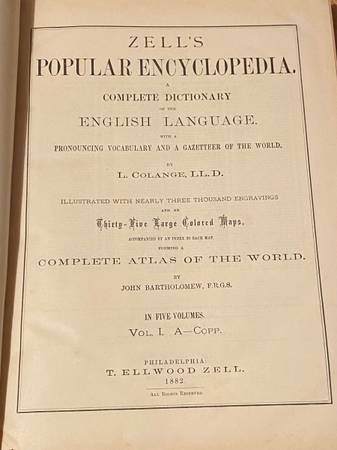 ZELL'S
POPULAR ENCYCLOPEDIA.
A
COMPLETE DICTIONARY
OF THE
ENGLISH LANGUAGE.
WITH A
PRONOUNCING VOCABULARY AND A GAZETTEER OF THE WORLD,
BY
L. COLANGE, LL.D.
ILLUSTRATED WITH NEARLY THREE THOUSAND ENGRAVINGS
AND BY
Thirty-Five Large Colored Maps,
ACCOMPANIED BY AN INDEX TO EACH MAP,
FORMING A
COMPLETE ATLAS OF THE WORLD.
BY
JOHN BARTHOLOMEW, F.R.G.S.
IN FIVE VOLUMES.
VOL. I. A—COPP.
PHILADELPHIA:
T. ELLWOOD ZELL.
1882.
ALL RIGHTS RESERVED.